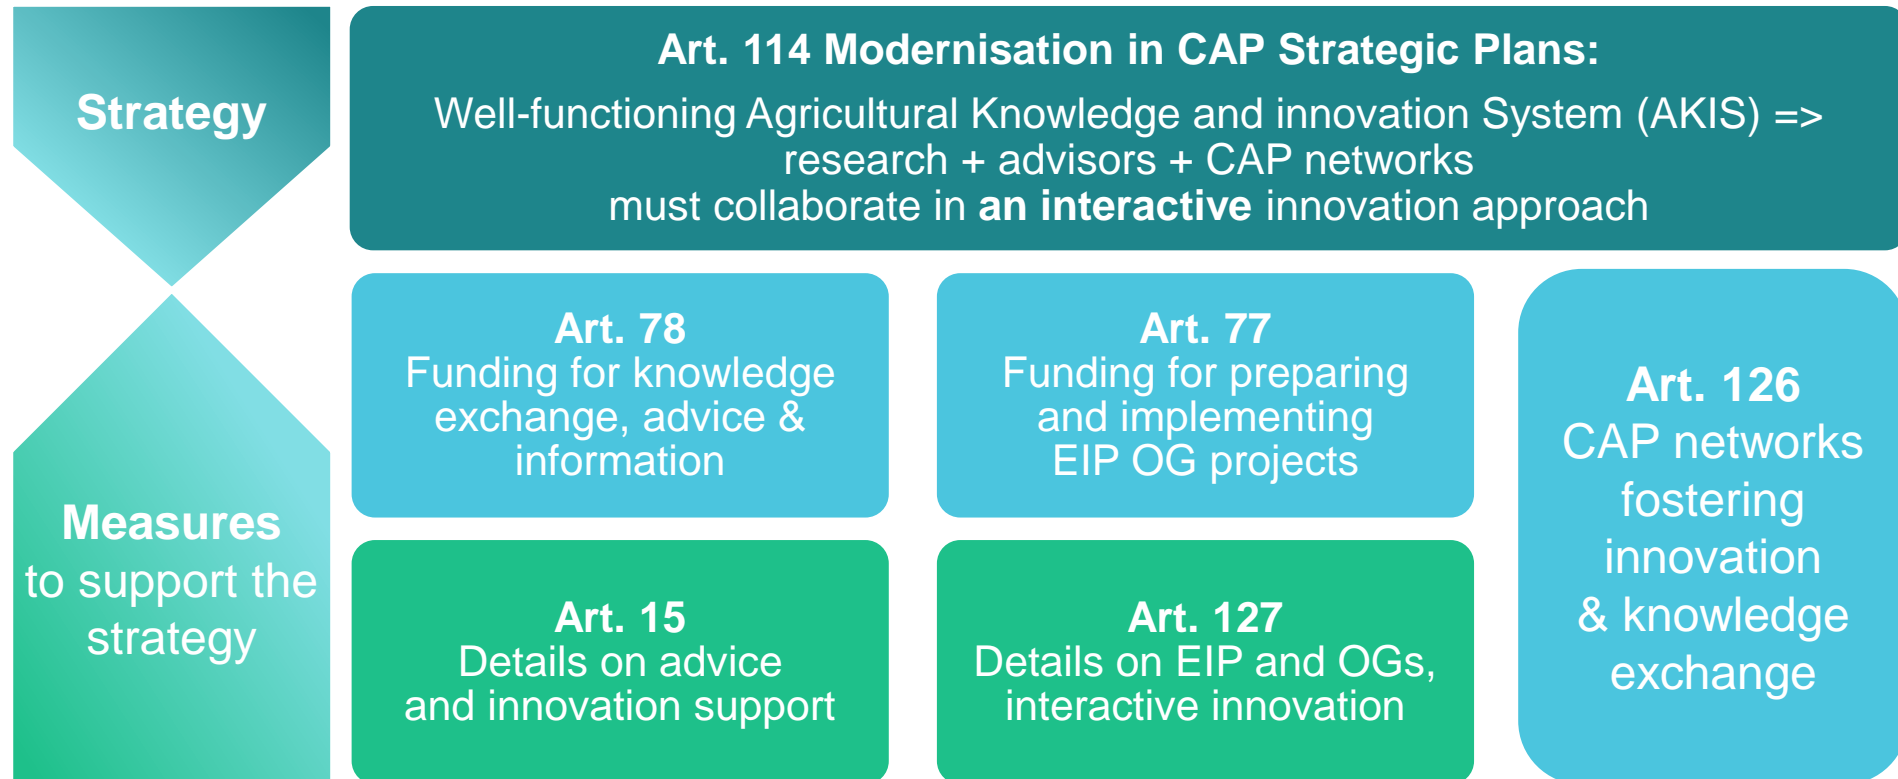 Strategy
Art. 114 Modernisation in CAP Strategic Plans:
Well-functioning Agricultural Knowledge and innovation System (AKIS) =>
research + advisors + CAP networks
must collaborate in an interactive innovation approach
Measures
to support the
strategy
Art. 78
Funding for knowledge
exchange, advice &
information
Art. 77
Funding for preparing
and implementing
EIP OG projects
Art. 126
CAP networks
fostering
innovation
& knowledge
exchange
Art. 15
Details on advice
and innovation support
Art. 127
Details on EIP and OGs,
interactive innovation